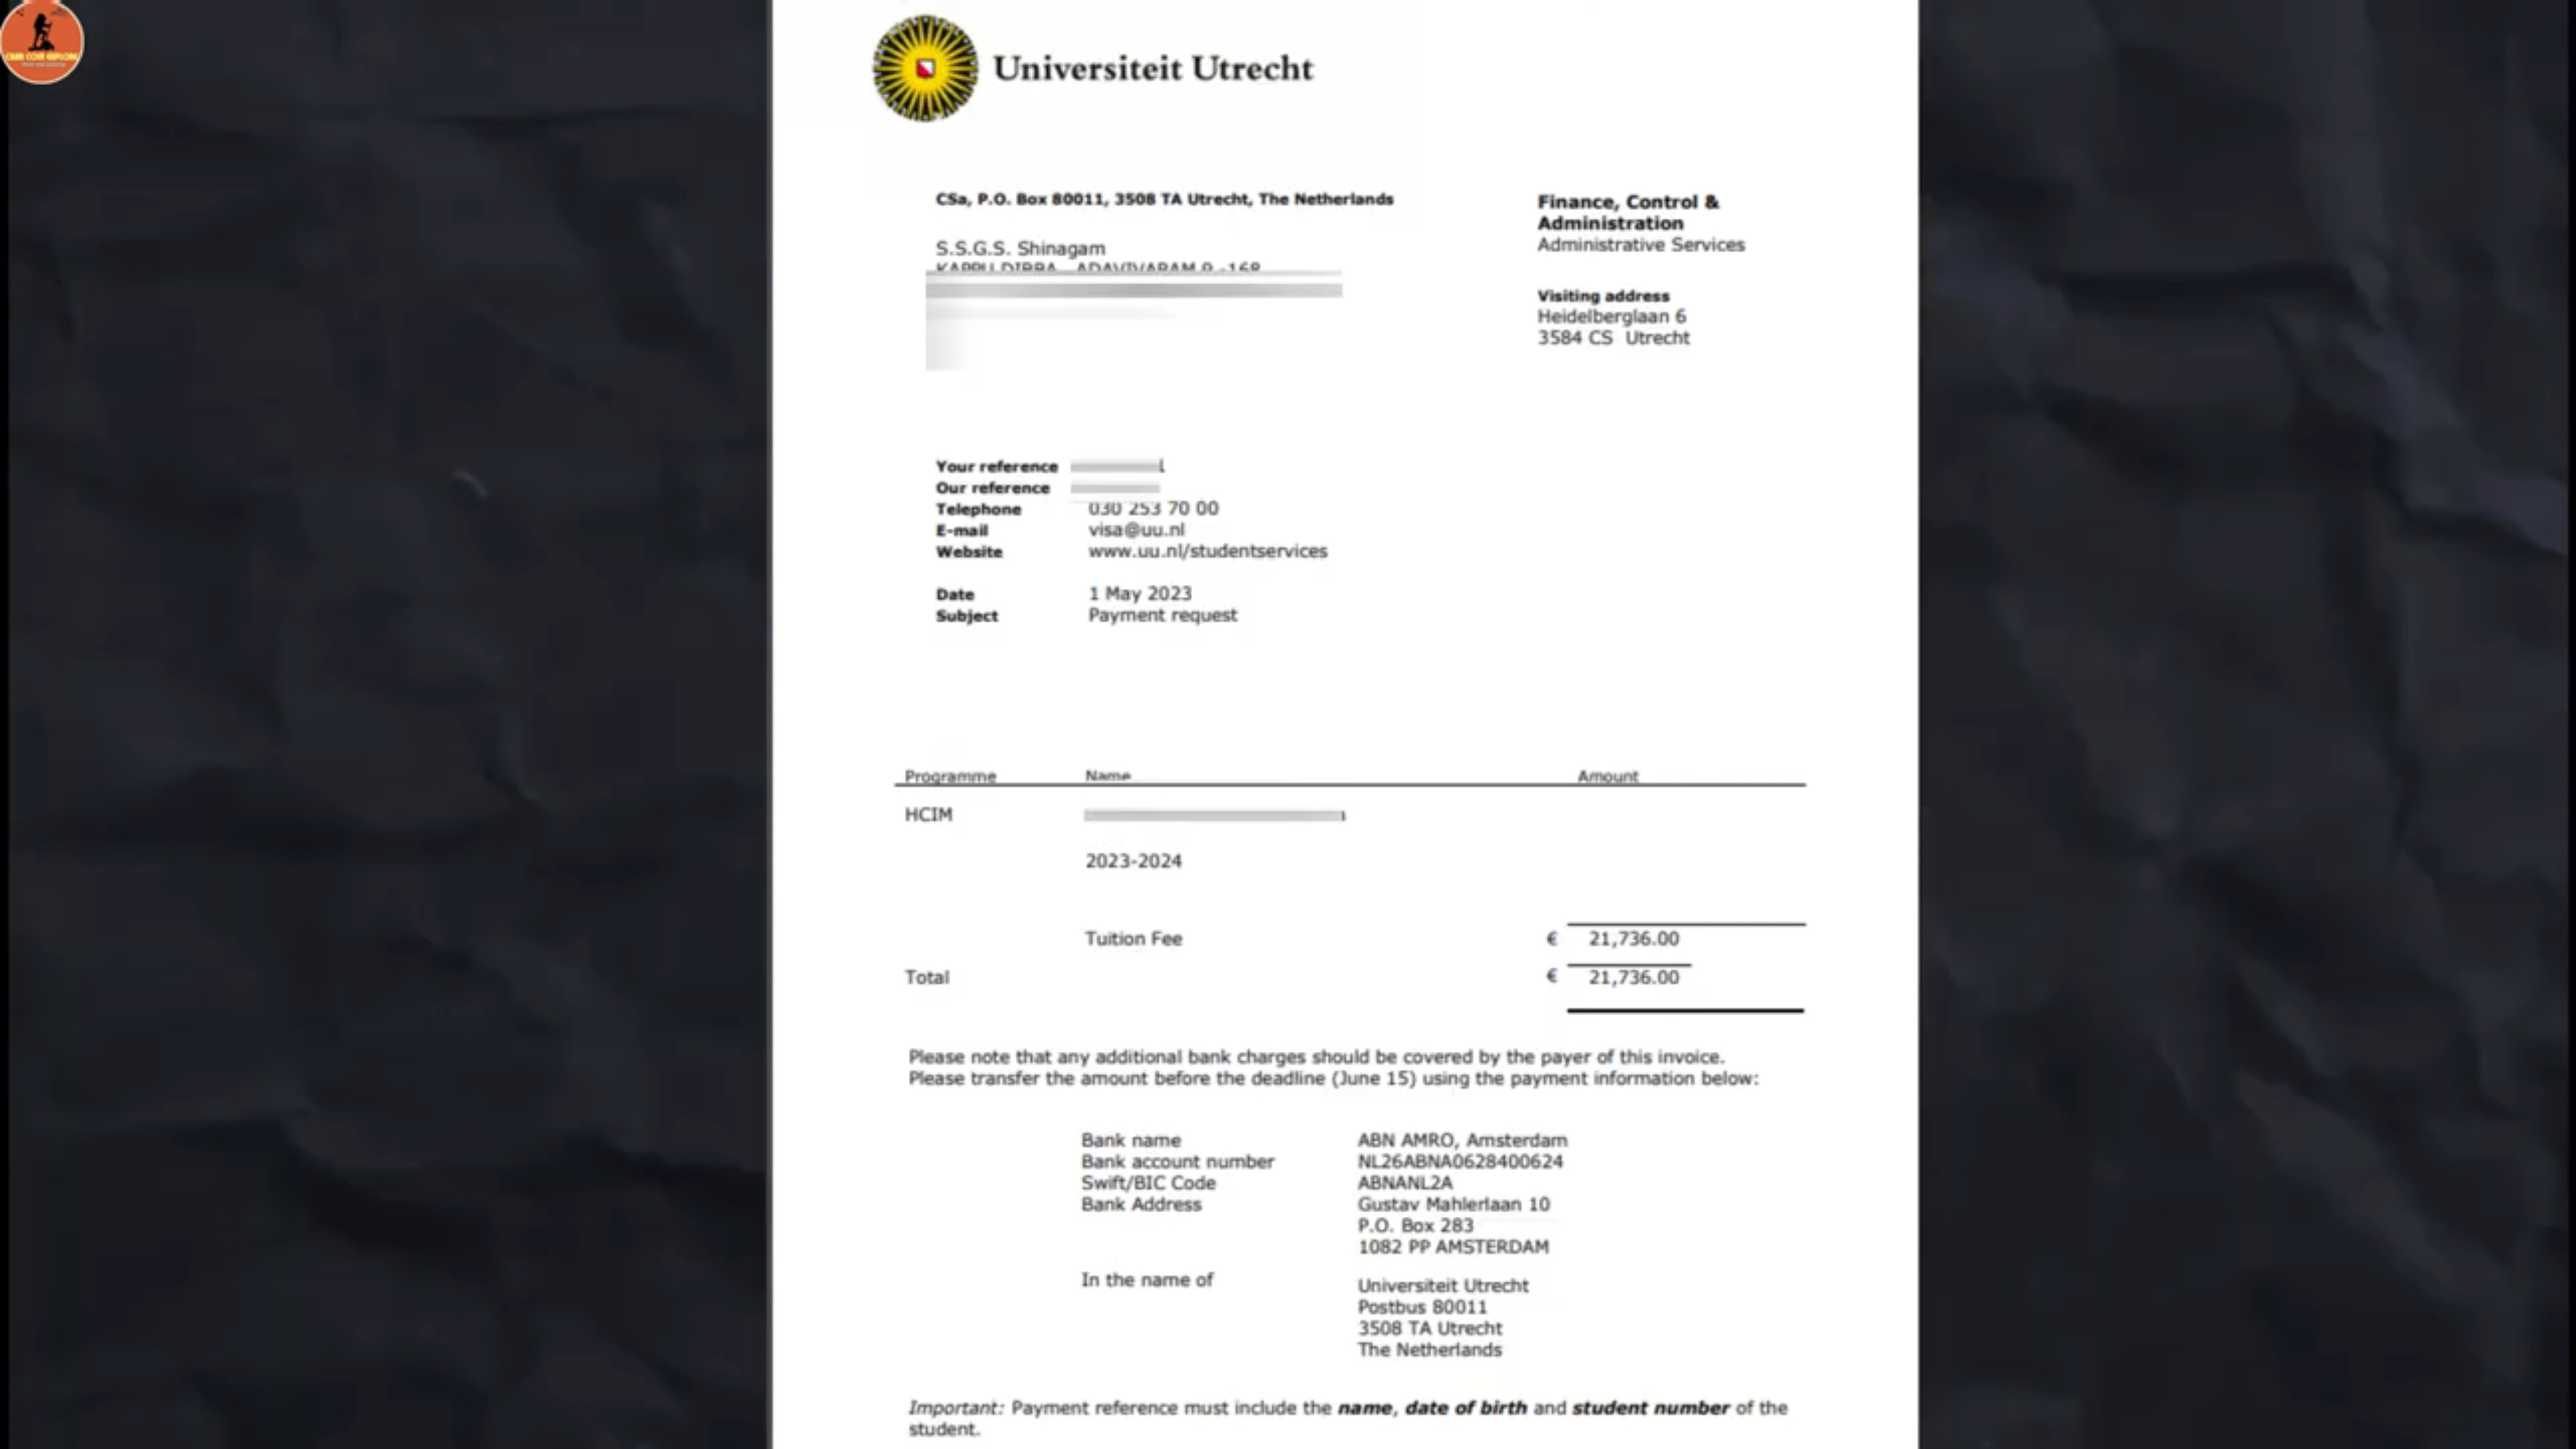 Universiteit Utrecht
CSa, P.O. Box 80011, 3508 TA Utrecht, The Netherlands
Finance, Control &
Administration
Administrative Services
S.S.G.S. Shinagam
Visiting address
Heidelberglaan 6
3584 CS Utrecht
Your reference
Our reference
Telephone 030 253 70 00
E-mail visa@uu.nl
Website www.uu.nl/studentservices
Date 1 May 2023
Subject Payment request
Programme Name Amount
HCIM
2023-2024
Tuition Fee € 21,736.00
Total € 21,736.00
Please note that any additional bank charges should be covered by the payer of this invoice.
Please transfer the amount before the deadline (June 15) using the payment information below:
Bank name ABN AMRO, Amsterdam
Bank account number NL26ABNA0628400624
Swift/BIC Code ABNANL2A
Bank Address Gustav Mahlerlaan 10
P.O. Box 283
1082 PP AMSTERDAM
In the name of Universiteit Utrecht
Postbus 80011
3508 TA Utrecht
The Netherlands
Important: Payment reference must include the name, date of birth and student number of the
student.